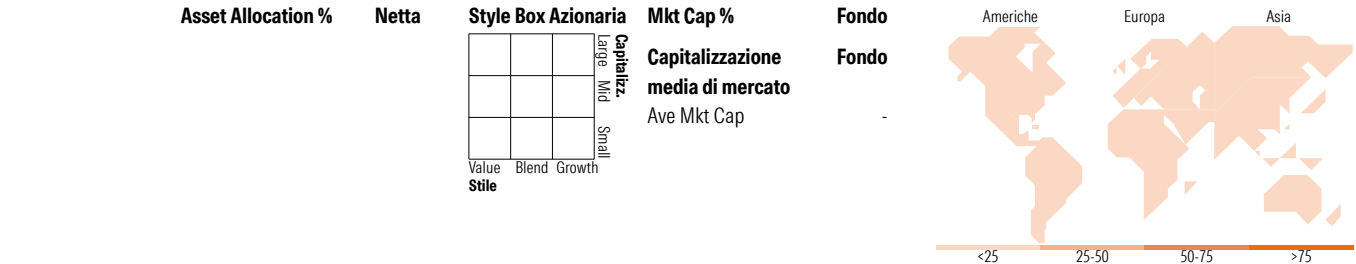 Asset Allocation % Netta
Style Box Azionaria
Large Mid Small
Capitalizz.
Value Blend Growth
Stile
Mkt Cap % Fondo
Capitalizzazione Fondo
media di mercato
Ave Mkt Cap -
Americhe Europa Asia
<25 25-50 50-75 >75